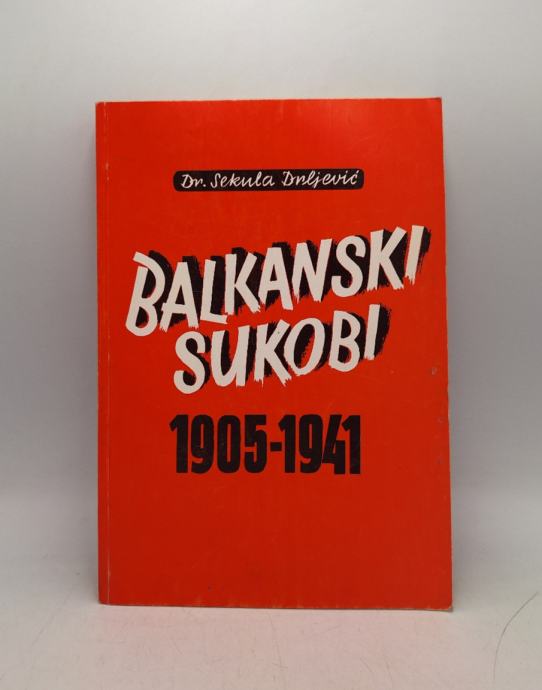 Dr. Sekula Drljević
BALKANSKI
SUKOBI
1905-1941